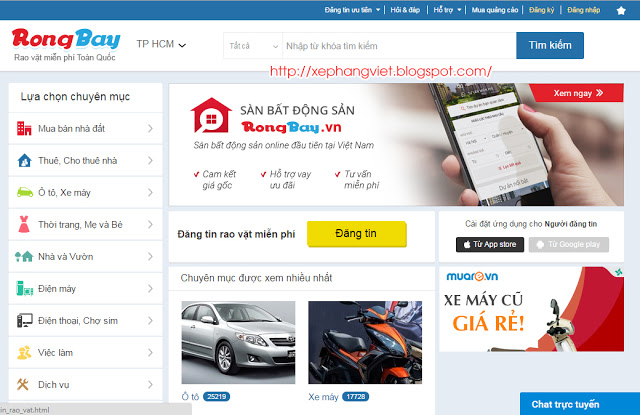 Đăng tin ưu tiên
Hỏi & đáp
Hỗ trợ
Mua quảng cáo
Đăng ký
Đăng nhập
RongBay
Rao vặt miễn phí Toàn Quốc
TP HCM
Tất cả
Nhập từ khóa tìm kiếm
Tìm kiếm
http://xephangviet.blogspot.com/
Lựa chọn chuyên mục
Mua bán nhà đất
Thuê, Cho thuê nhà
Ô tô, Xe máy
Thời trang, Mẹ và Bé
Nhà và Vườn
Điện máy
Điện thoại, Chợ sim
Việc làm
Dịch vụ
SÀN BẤT ĐỘNG SẢN
RongBay.vn
Sàn bất động sản online đầu tiên tại Việt Nam
Cam kết
giá gốc
Hỗ trợ vay
ưu đãi
Tư vấn
miễn phí
Xem ngay
Dự án nổi bật
Đăng tin rao vặt miễn phí
Đăng tin
Cài đặt ứng dụng cho Người đăng tin
Từ App store
Từ Google play
Chuyên mục được xem nhiều nhất
Ô tô 25219
Xe máy 17728
muare.vn
XE MÁY CŨ
GIÁ RẺ!
Chat trực tuyến
in_rao_vat.html